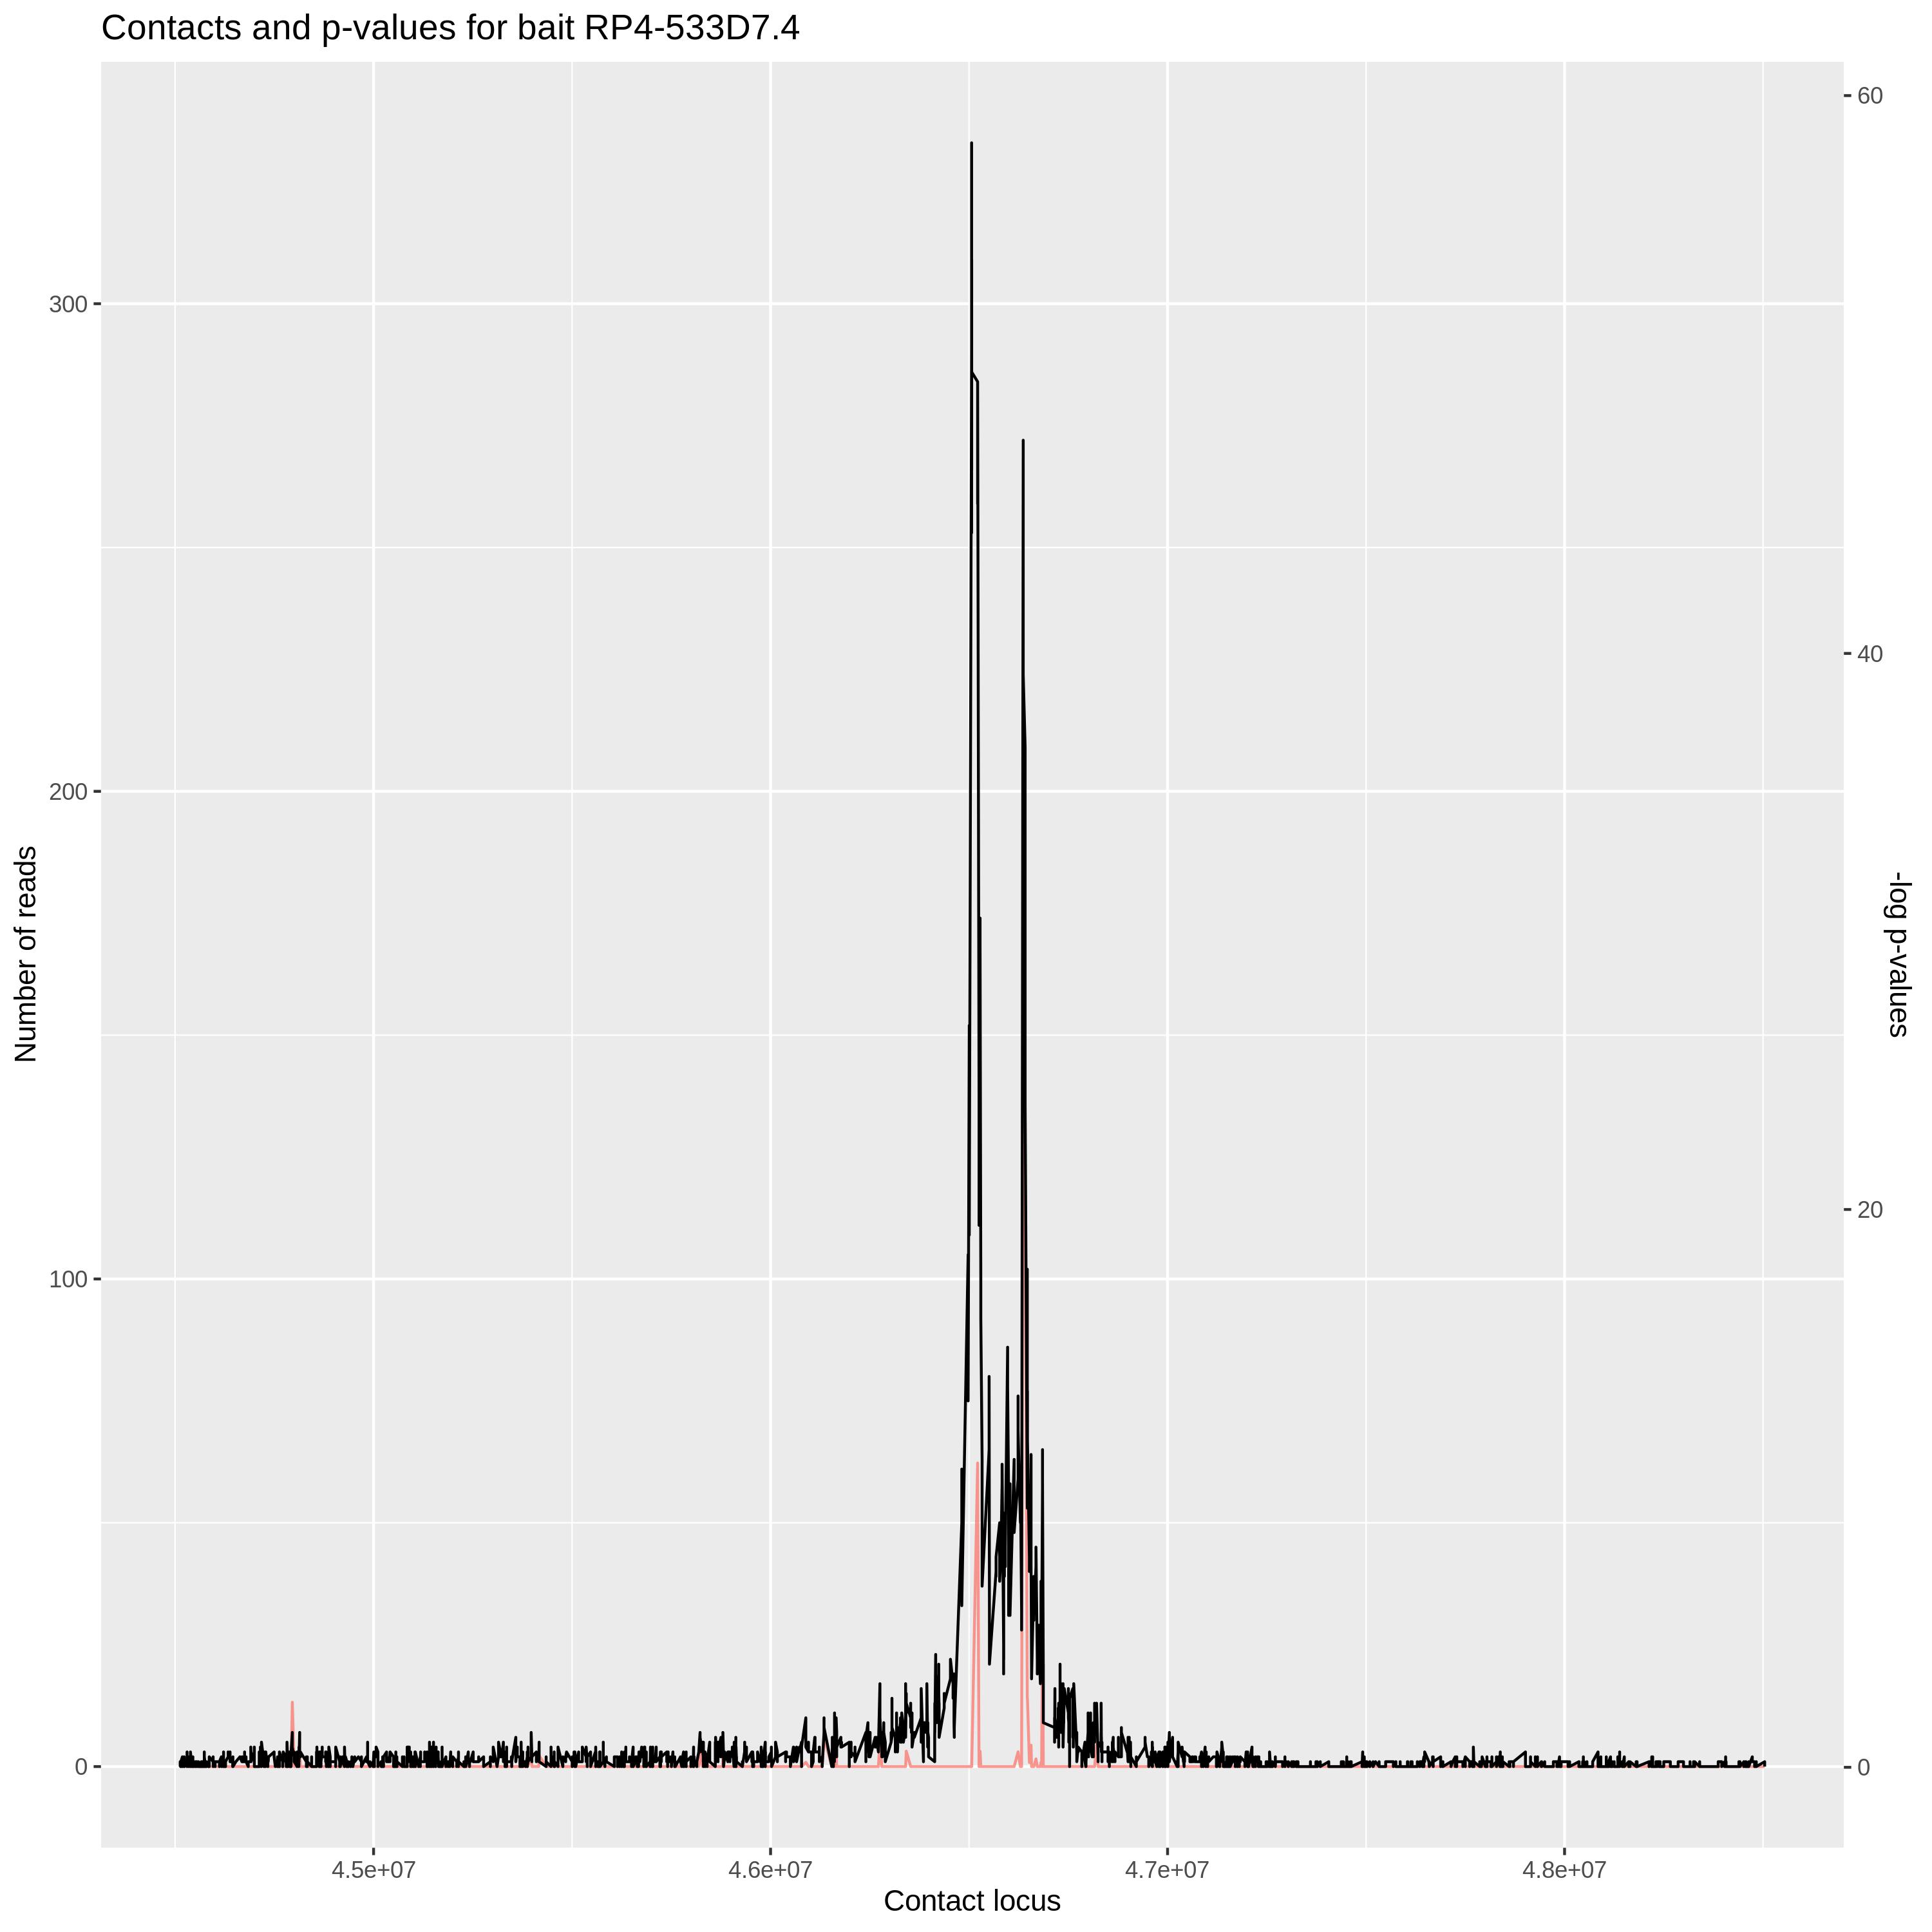 Contacts and p-values for bait RP4-533D7.4
Number of reads
300
200
100
0
-log p-values
60
40
20
0
4.5e+07
4.6e+07
4.7e+07
4.8e+07
Contact locus